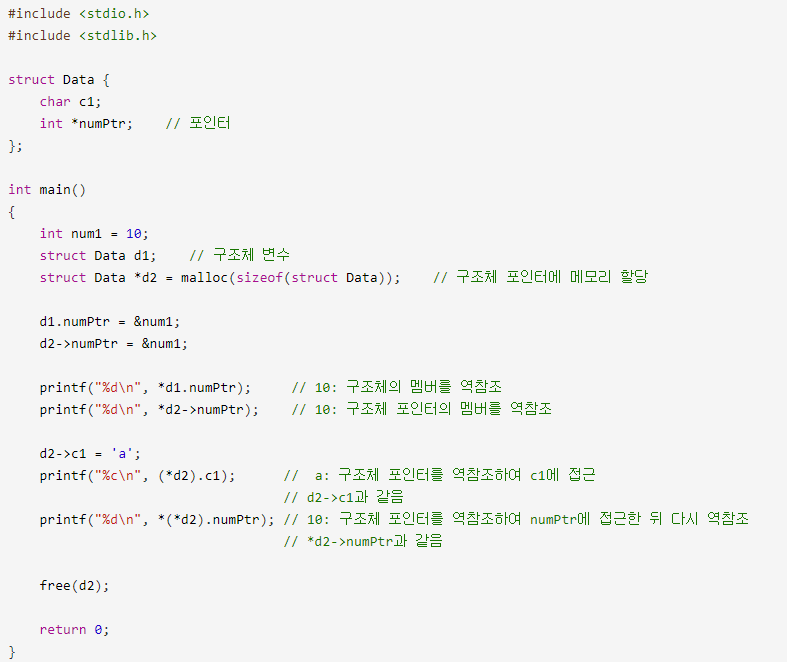 #include <stdio.h>
#include <stdlib.h>
struct Data {
    char c1;
    int *numPtr;    // 포인터
};
int main()
{
    int num1 = 10;
    struct Data d1;    // 구조체 변수
    struct Data *d2 = malloc(sizeof(struct Data));    // 구조체 포인터에 메모리 할당
    d1.numPtr = &num1;
    d2->numPtr = &num1;
    printf("%d\n", *d1.numPtr);     // 10: 구조체의 멤버를 역참조
    printf("%d\n", *d2->numPtr);    // 10: 구조체 포인터의 멤버를 역참조
    d2->c1 = 'a';
    printf("%c\n", (*d2).c1);      //  a: 구조체 포인터를 역참조하여 c1에 접근
                                   // d2->c1과 같음
    printf("%d\n", *(*d2).numPtr); // 10: 구조체 포인터를 역참조하여 numPtr에 접근한 뒤 다시 역참조
                                   // *d2->numPtr과 같음
    free(d2);
    return 0;
}